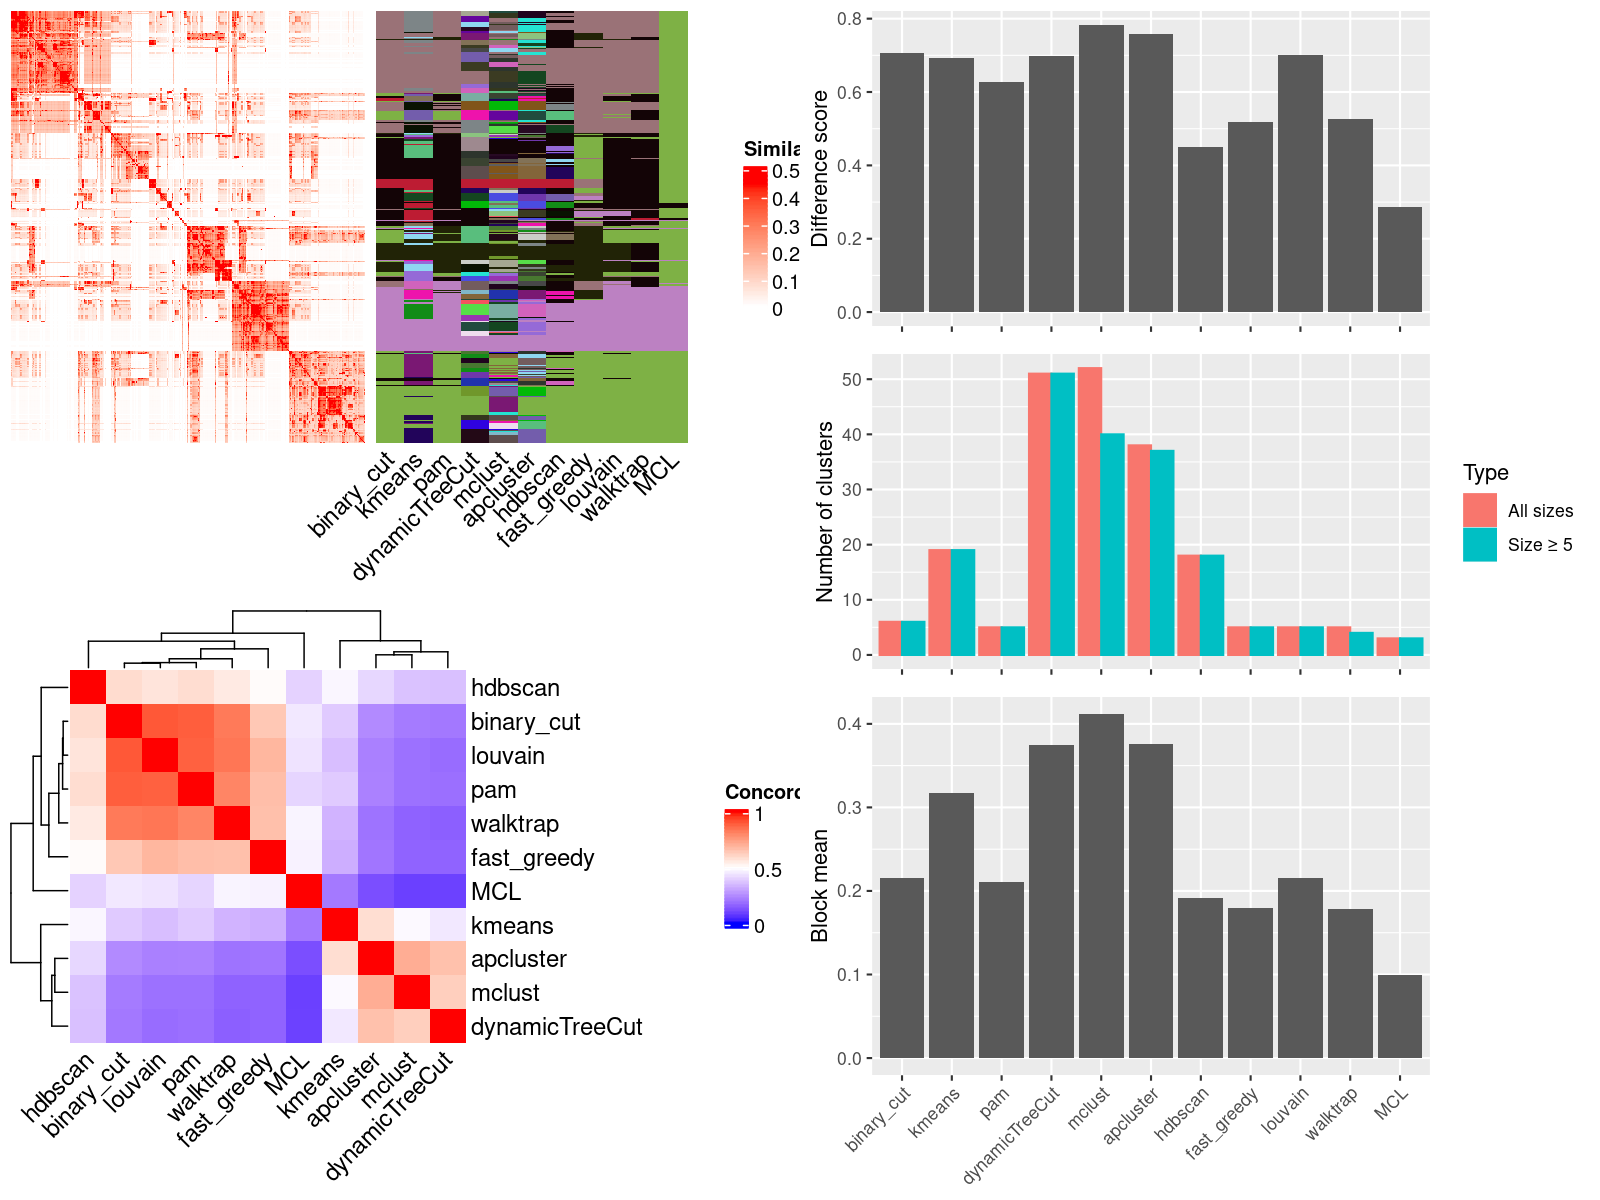 Simila
0.5
0.4
0.3
0.2
0.1
0
binary_cut
kmeans
pam
dynamicTreeCut
mclust
apcluster
hdbscan
fast_greedy
louvain
walktrap
MCL
hdbscan
binary_cut
louvain
pam
walktrap
fast_greedy
MCL
kmeans
apcluster
mclust
dynamicTreeCut
hdbscan
binary_cut
louvain
pam
walktrap
fast_greedy
MCL
kmeans
apcluster
mclust
dynamicTreeCut
Concord
1
0.5
0
Difference score
0.8
0.6
0.4
0.2
0.0
Number of clusters
50
40
30
20
10
0
Type
All sizes
Size ≥ 5
Block mean
0.4
0.3
0.2
0.1
0.0
binary_cut
kmeans
pam
dynamicTreeCut
mclust
apcluster
hdbscan
fast_greedy
louvain
walktrap
MCL